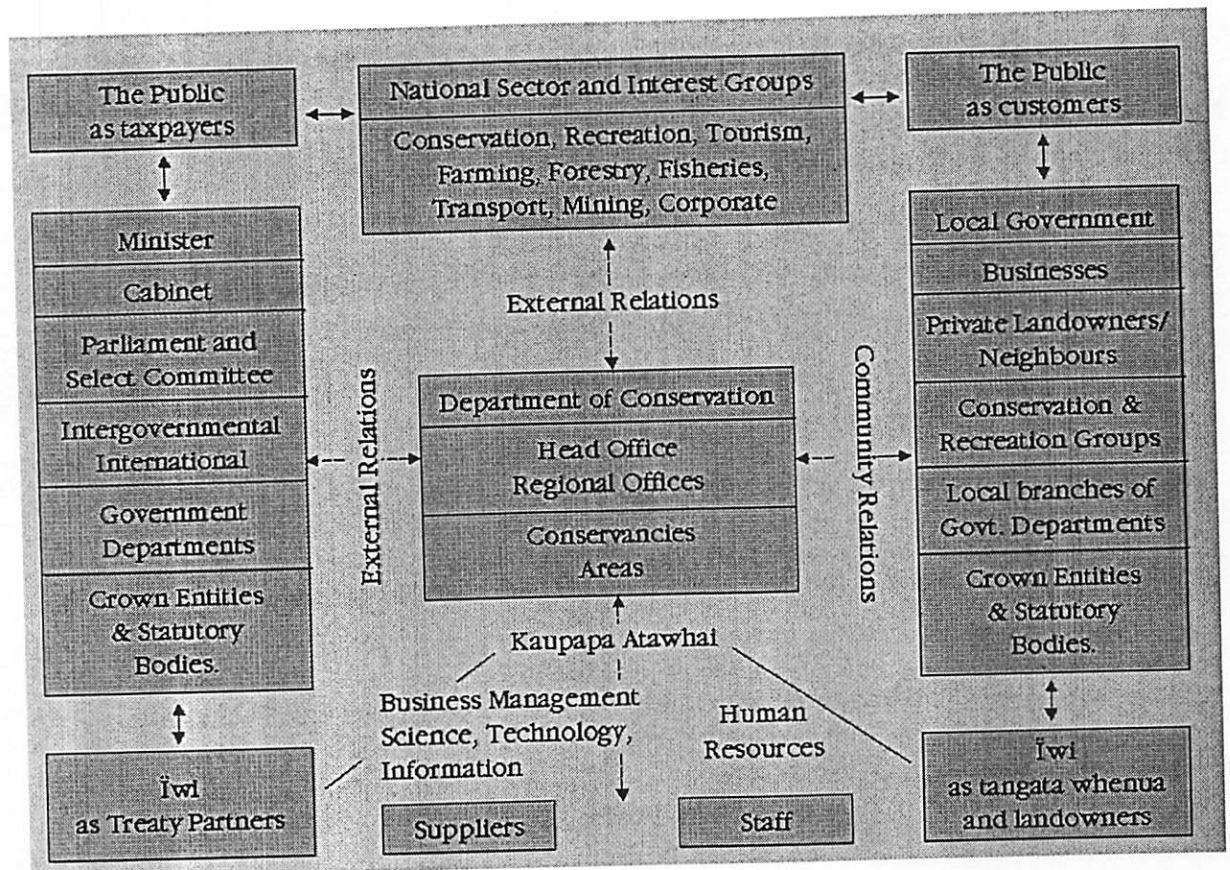 The Public
as taxpayers
National Sector and Interest Groups
Conservation, Recreation, Tourism,
Farming, Forestry, Fisheries,
Transport, Mining, Corporate
The Public
as customers
Minister
Cabinet
Parliament and
Select Committee
Intergovernmental
International
Government
Departments
Crown Entities
& Statutory
Bodies.
External Relations
External Relations
Department of Conservation
Head Office
Regional Offices
Conservancies
Areas
Community Relations
Local Government
Businesses
Private Landowners/
Neighbours
Conservation &
Recreation Groups
Local branches of
Govt. Departments
Crown Entities
& Statutory
Bodies.
Kaupapa Atawhai
Business Management
Science, Technology,
Information
Human
Resources
Ïwi
as Treaty Partners
Suppliers
Staff
Ïwi
as tangata whenua
and landowners